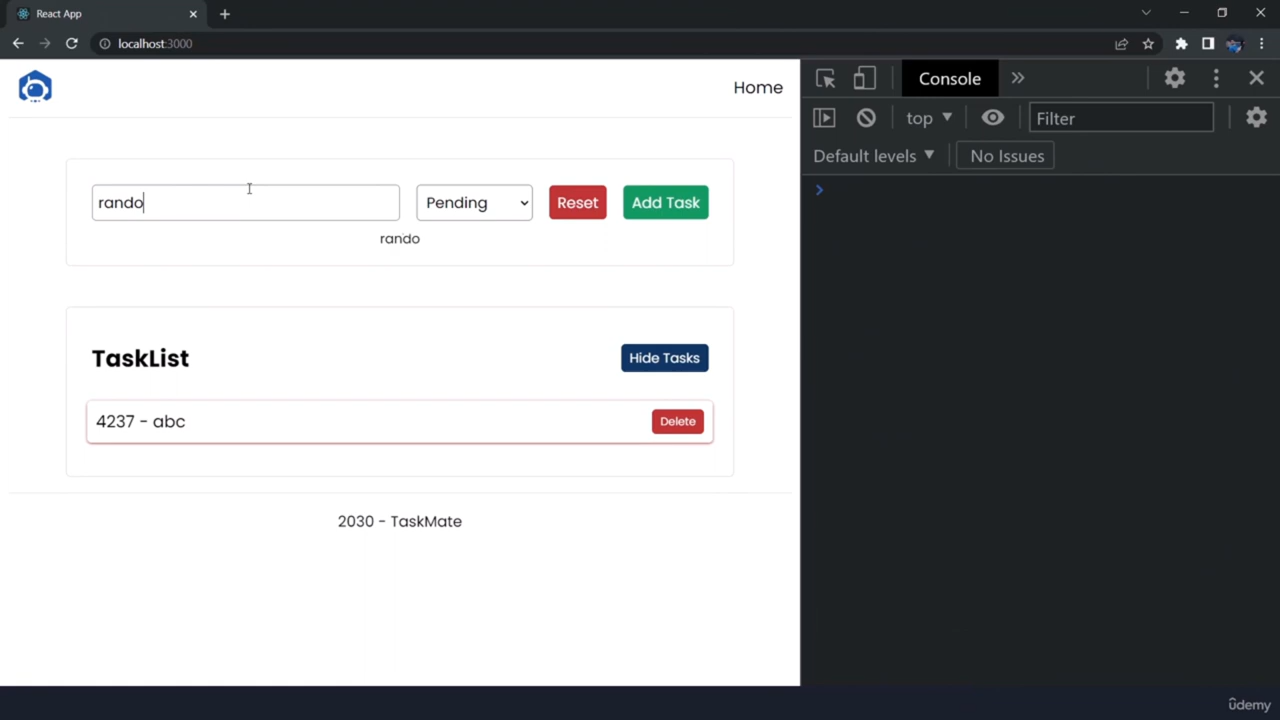 React App
localhost:3000
Home
Console
top
Filter
Default levels
No Issues
rando
Pending
Reset
Add Task
rando
TaskList
Hide Tasks
4237 - abc
Delete
2030 - TaskMate
ûdemy